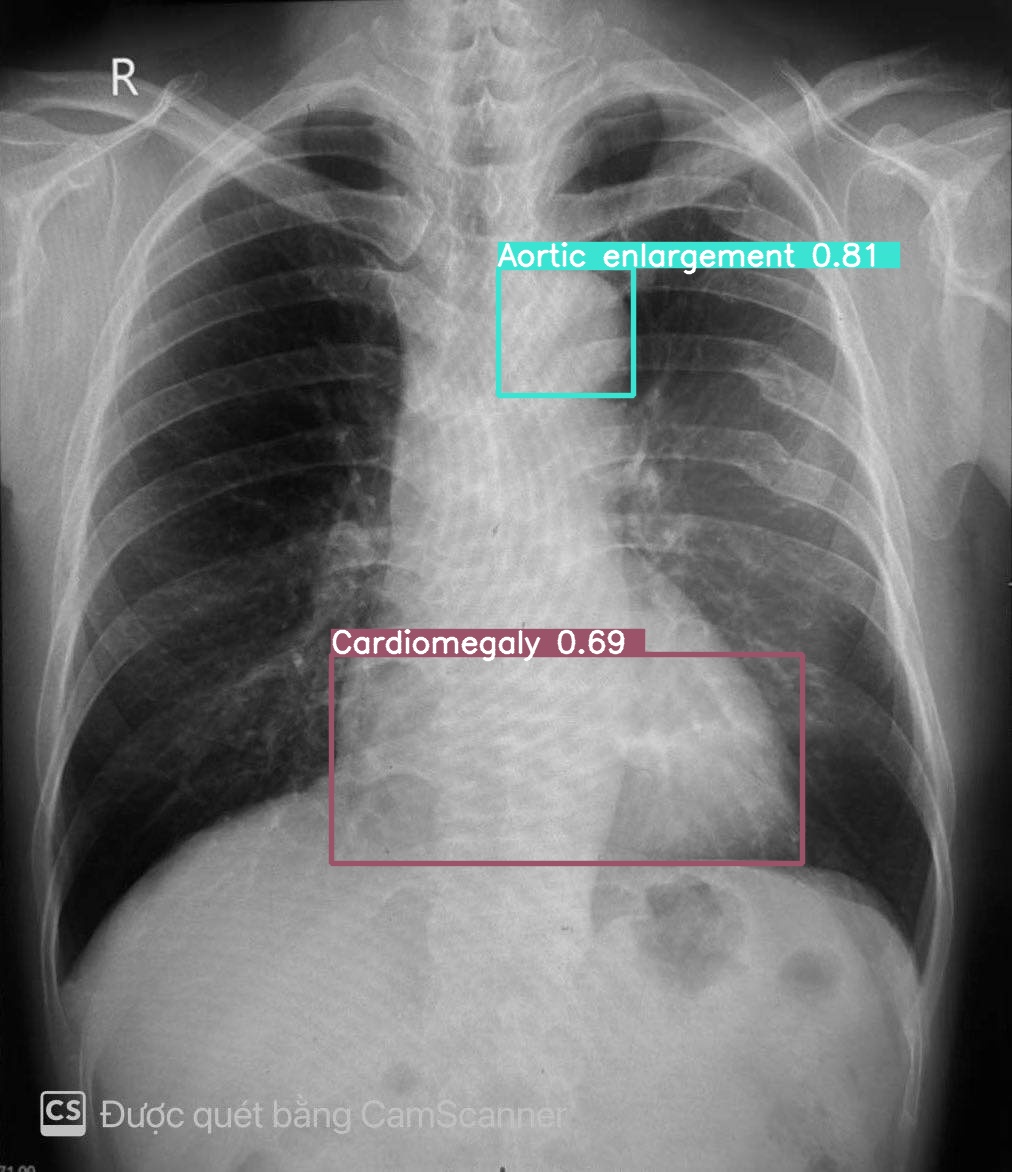 R
Aortic enlargement 0.81
Cardiomegaly 0.69
CS Được quét bằng CamScanner